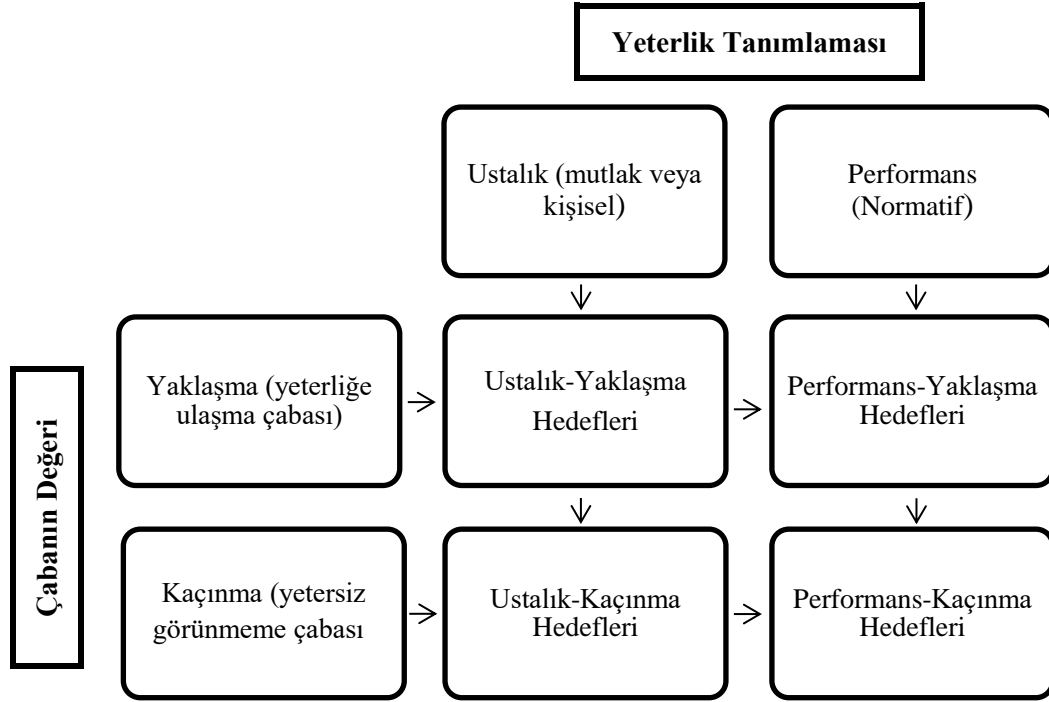 Yeterlik Tanımlaması
Ustalık (mutlak veya
kişisel)
Performans
(Normatif)
Çabanın Değeri
Yaklaşma (yeterliğe
ulaşma çabası)
Ustalık-Yaklaşma
Hedefleri
Performans-Yaklaşma
Hedefleri
Kaçınma (yetersiz
görünmeme çabası
Ustalık-Kaçınma
Hedefleri
Performans-Kaçınma
Hedefleri